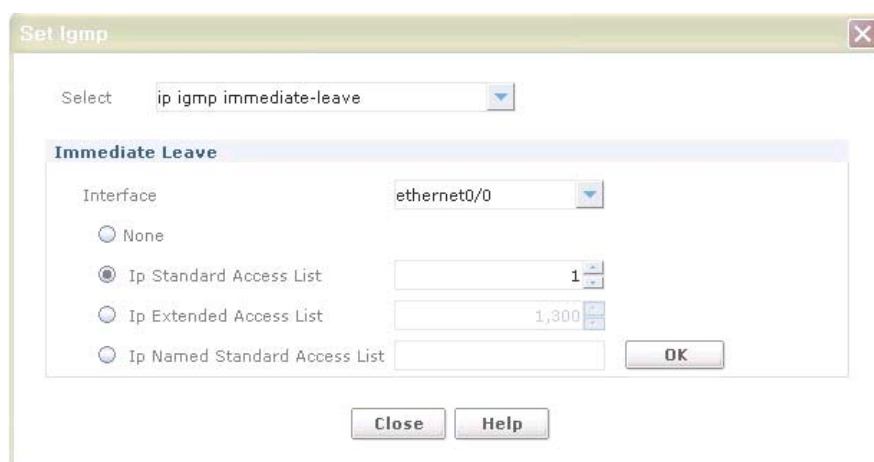 Set Igmp
Select ip igmp immediate-leave
Immediate Leave
Interface ethernet0/0
None
Ip Standard Access List 1
Ip Extended Access List 1,300
Ip Named Standard Access List OK
Close Help